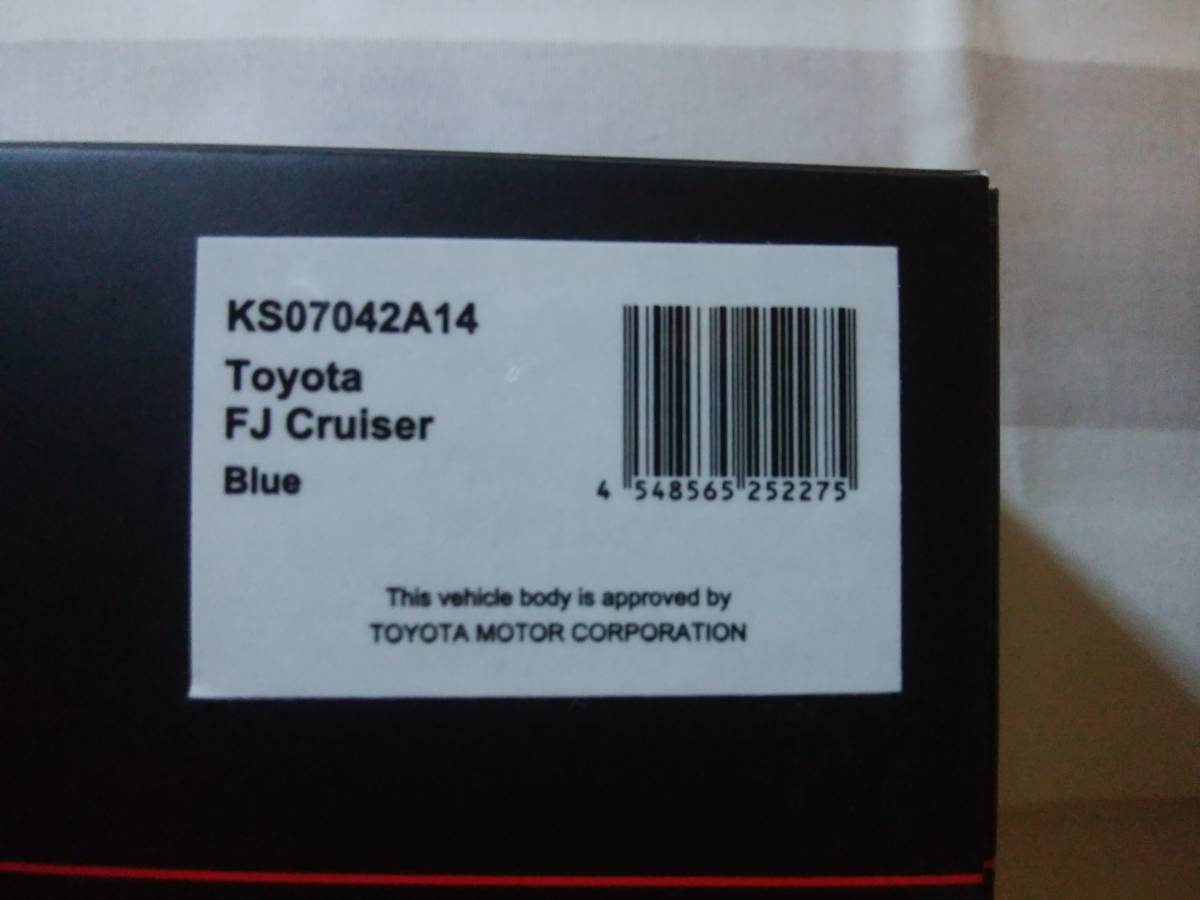 KS07042A14
Toyota
FJ Cruiser
Blue
4 548565 252275
This vehicle body is approved by
TOYOTA MOTOR CORPORATION